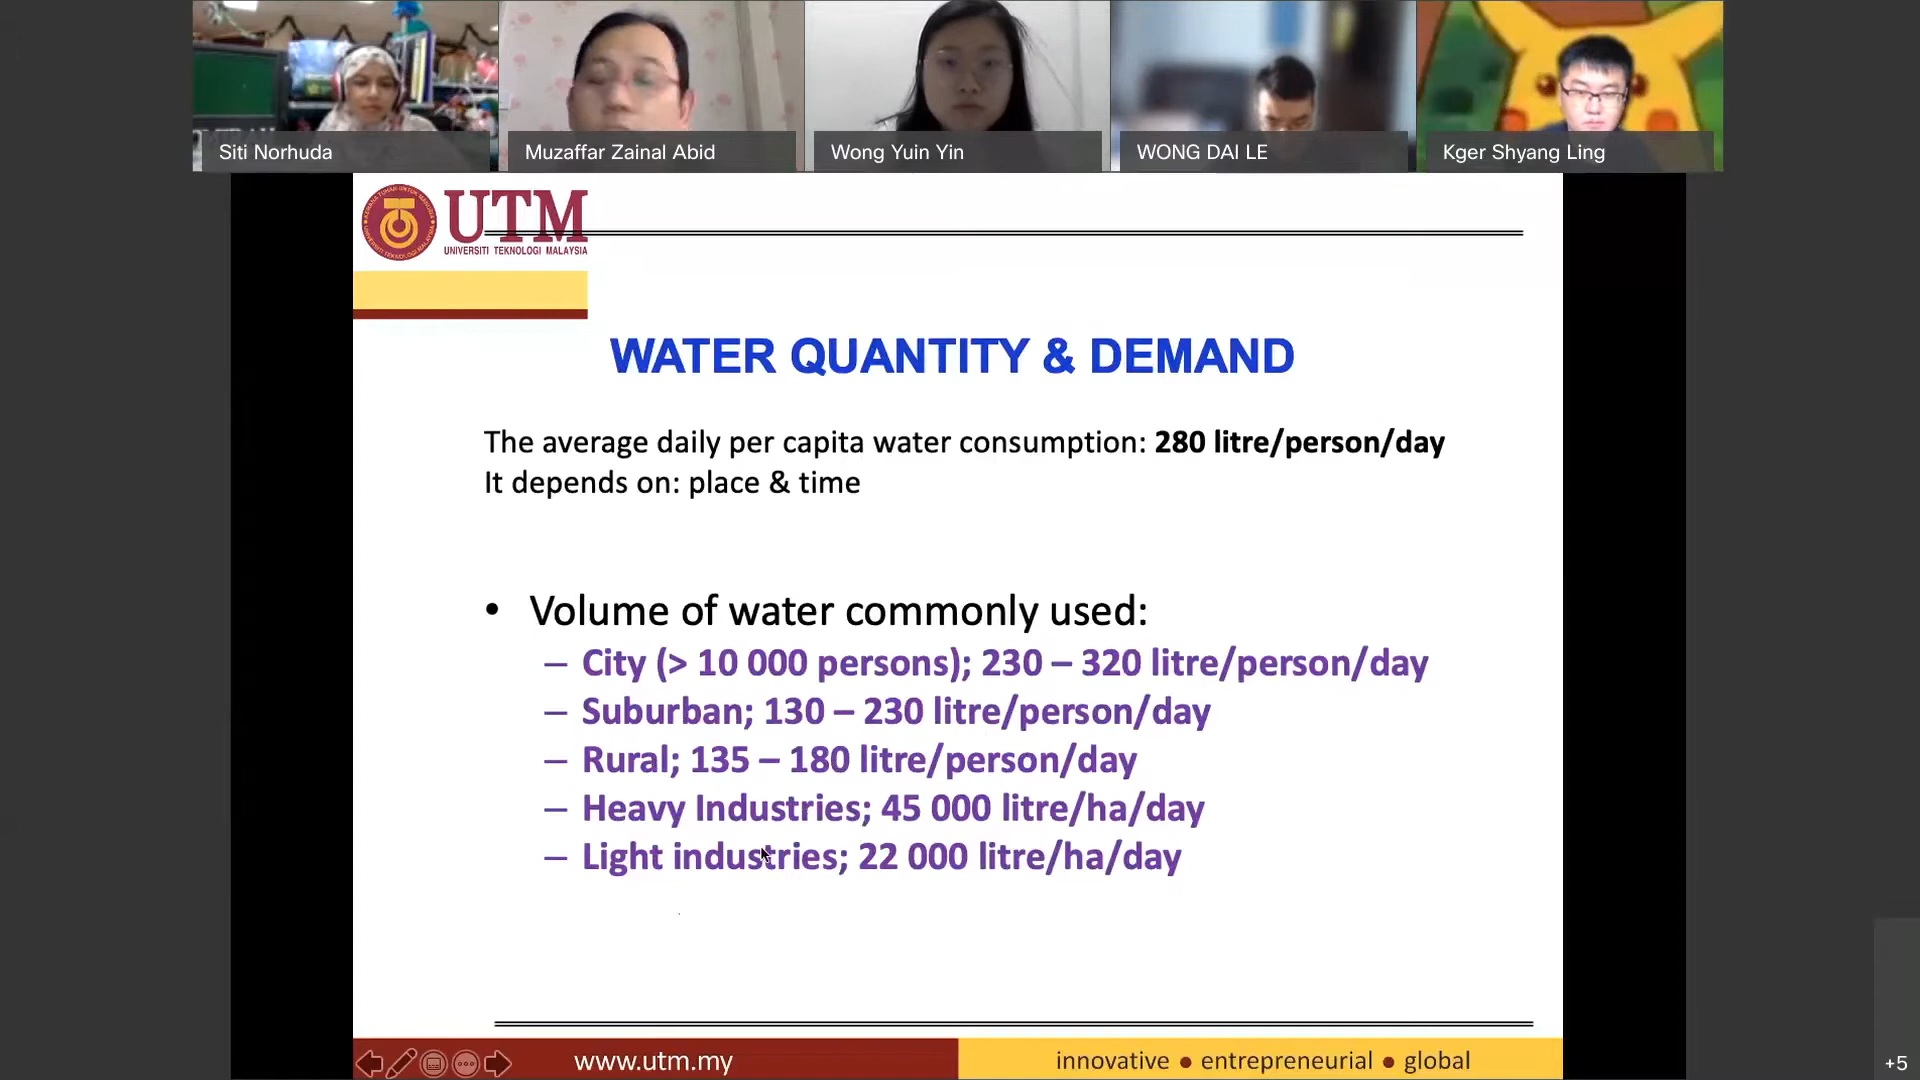 Siti Norhuda
Muzaffar Zainal Abid
Wong Yuin Yin
WONG DAI LE
Kger Shyang Ling
UTM
UNIVERSITI TEKNOLOGI MALAYSIA
WATER QUANTITY & DEMAND
The average daily per capita water consumption: 280 litre/person/day
It depends on: place & time
• Volume of water commonly used:
– City (> 10 000 persons); 230 – 320 litre/person/day
– Suburban; 130 – 230 litre/person/day
– Rural; 135 – 180 litre/person/day
– Heavy Industries; 45 000 litre/ha/day
– Light industries; 22 000 litre/ha/day
www.utm.my
innovative ● entrepreneurial ● global
+5